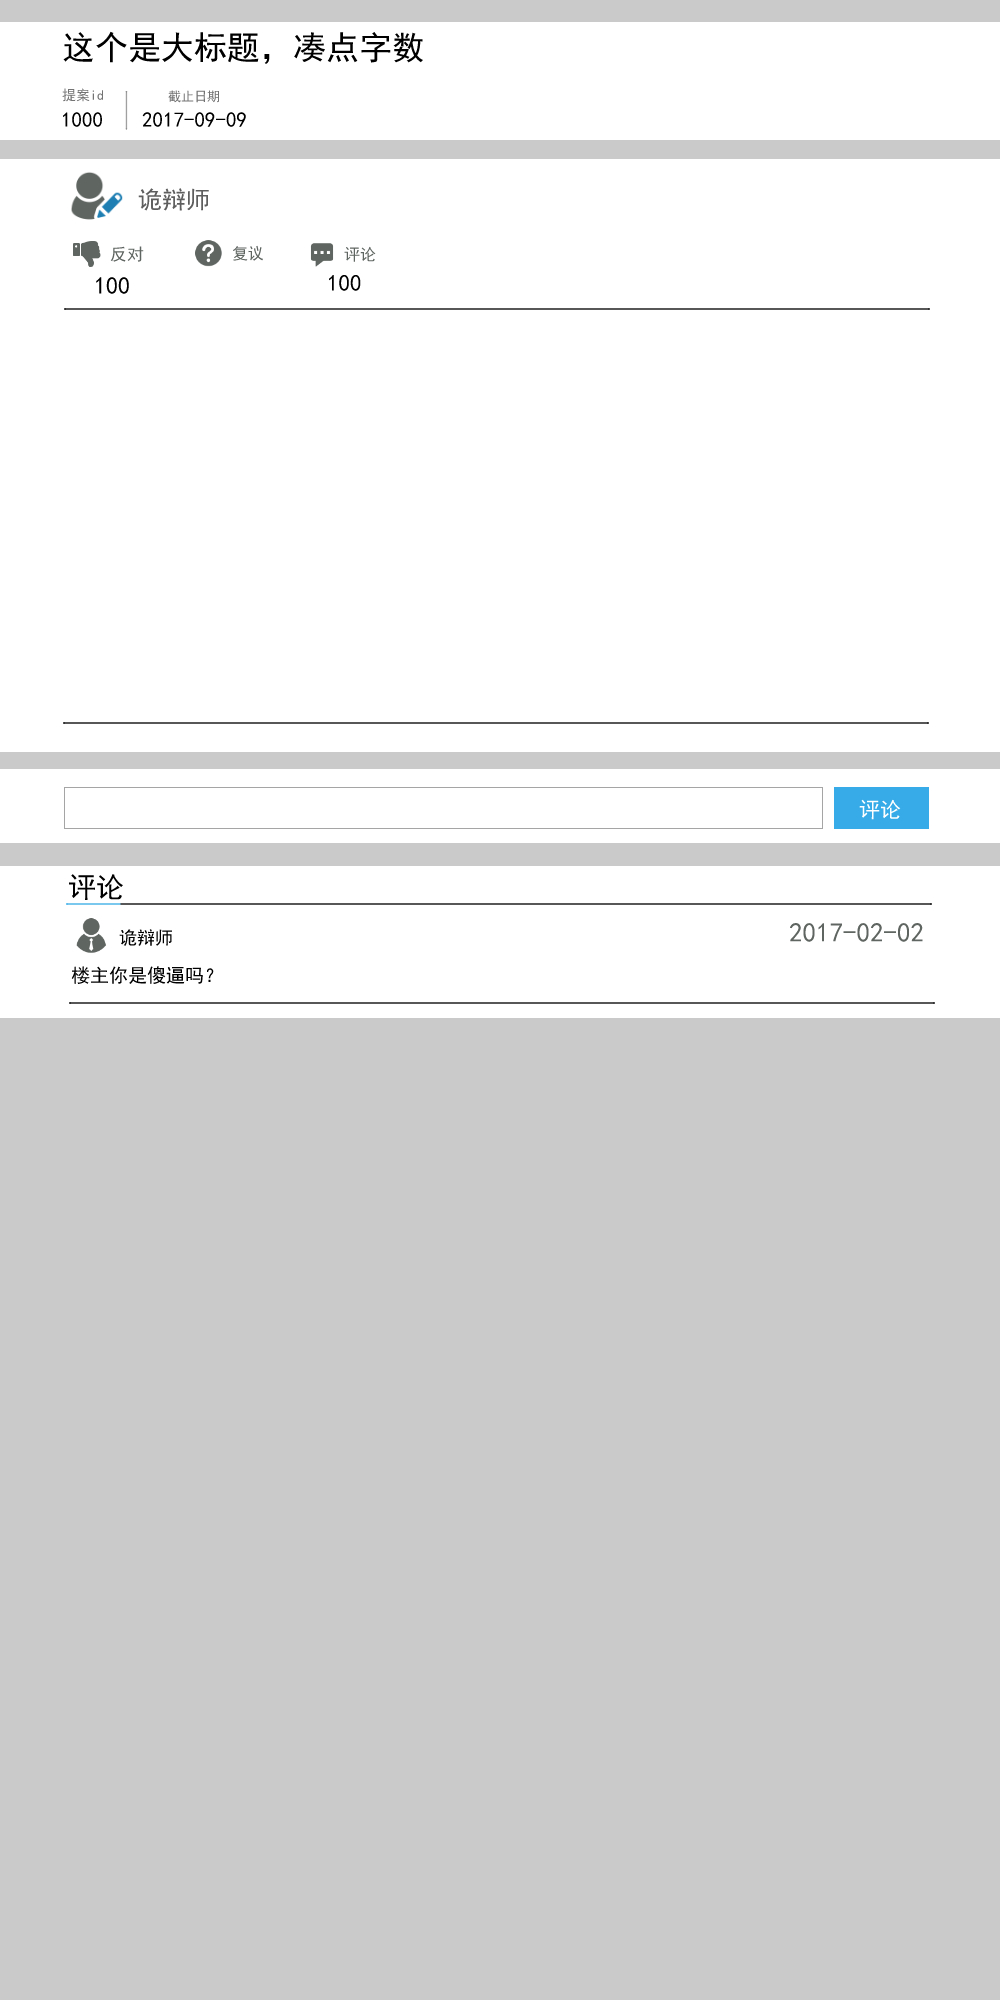 这个是大标题，凑点字数
提案id 截止日期
1000 2017-09-09
诡辩师
反对 复议 评论
100 100
评论
评论
诡辩师 2017-02-02
楼主你是傻逼吗？